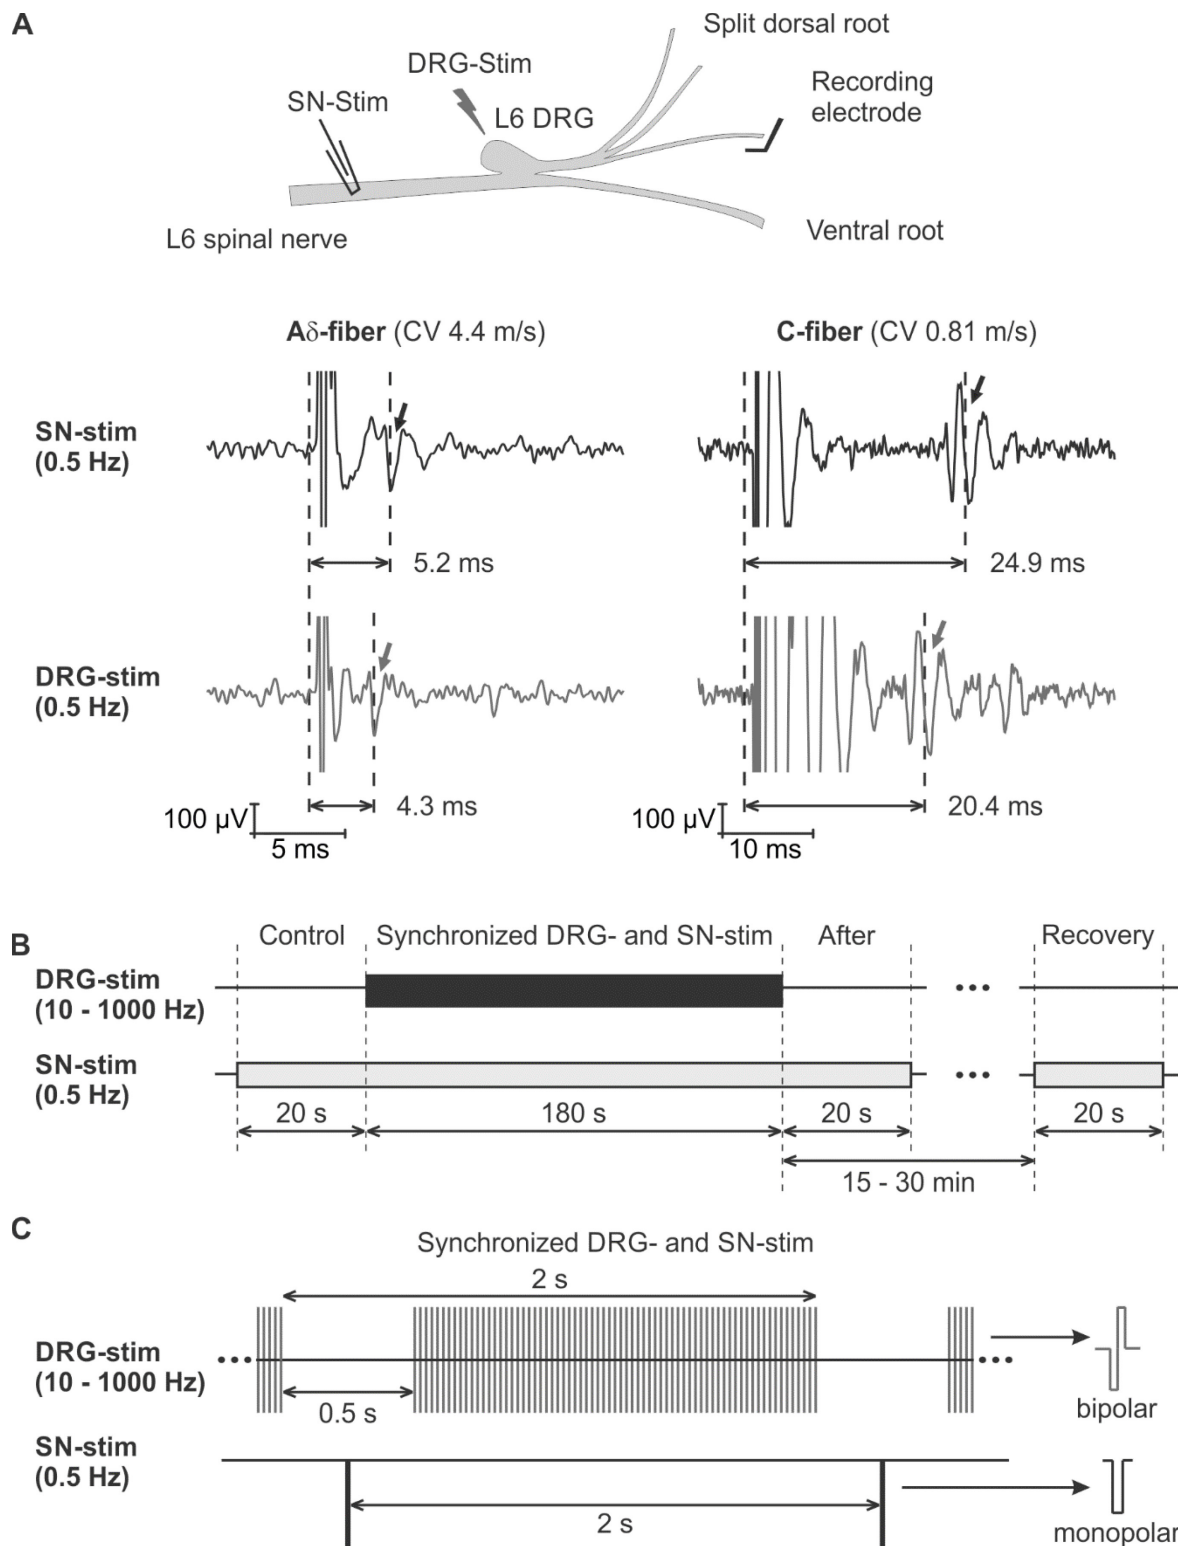 A
Split dorsal root
DRG-Stim
Recording
electrode
SN-Stim
L6 DRG
L6 spinal nerve
Ventral root
Aδ-fiber (CV 4.4 m/s)
C-fiber (CV 0.81 m/s)
SN-stim
(0.5 Hz)
5.2 ms
24.9 ms
DRG-stim
(0.5 Hz)
4.3 ms
20.4 ms
100 µV
5 ms
100 µV
10 ms
B
Control
Synchronized DRG- and SN-stim
After
Recovery
DRG-stim
(10 - 1000 Hz)
SN-stim
(0.5 Hz)
20 s
180 s
20 s
20 s
15 - 30 min
C
Synchronized DRG- and SN-stim
2 s
DRG-stim
(10 - 1000 Hz)
0.5 s
bipolar
SN-stim
(0.5 Hz)
2 s
monopolar